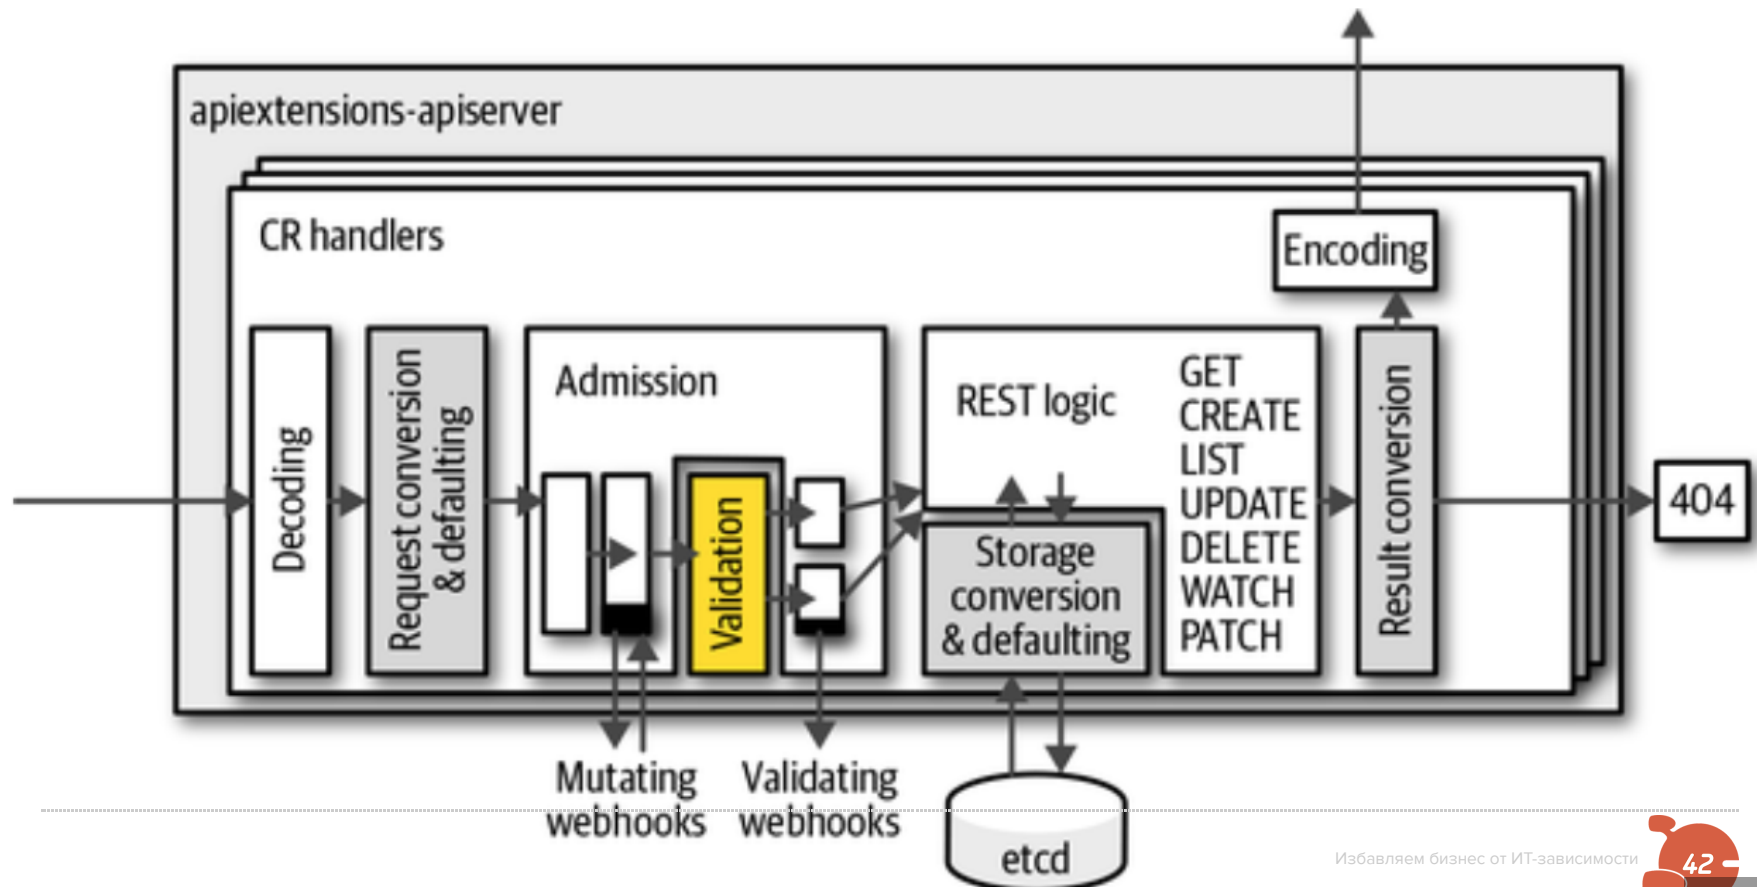 apiextensions-apiserver
CR handlers
Encoding
Decoding
Request conversion
& defaulting
Admission
Validation
REST logic
GET
CREATE
LIST
UPDATE
DELETE
WATCH
PATCH
Storage
conversion
& defaulting
Result conversion
404
Mutating
webhooks
Validating
webhooks
etcd
Избавляем бизнес от ИТ-зависимости
42